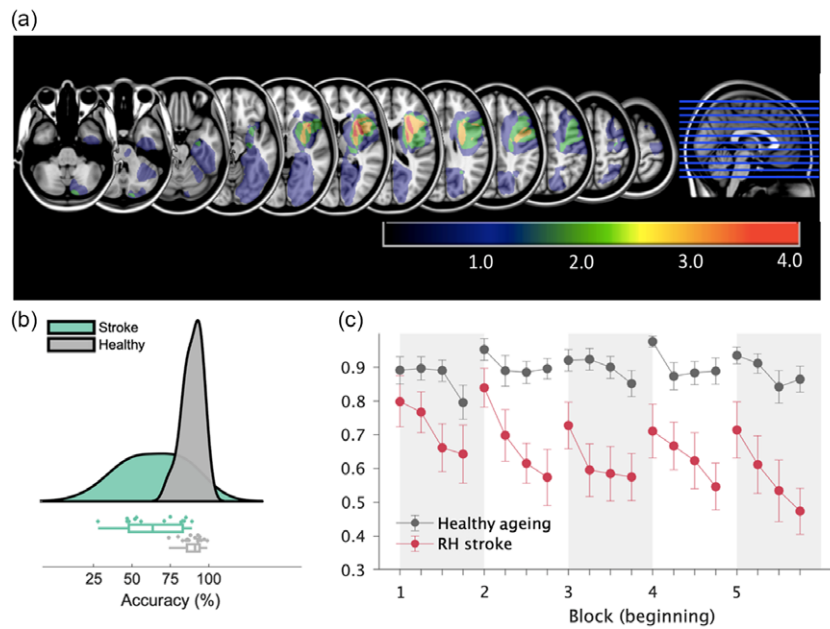 (a)
1.0 2.0 3.0 4.0
(b)
Stroke
Healthy
25 50 75 100
Accuracy (%)
(c)
0.9
0.8
0.7
0.6
0.5
0.4
0.3
Healthy ageing
RH stroke
1 2 3 4 5
Block (beginning)